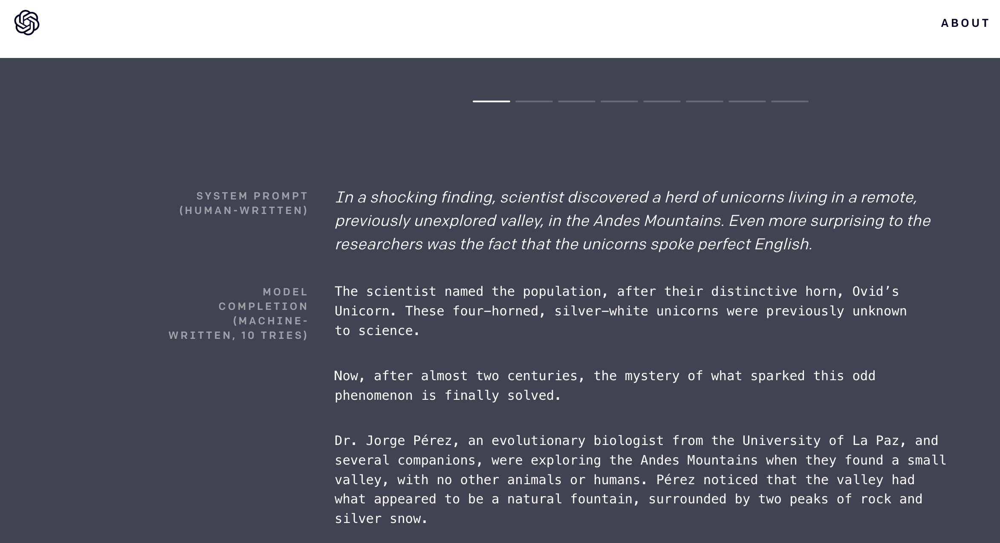 ABOUT
SYSTEM PROMPT
(HUMAN-WRITTEN)
In a shocking finding, scientist discovered a herd of unicorns living in a remote,
previously unexplored valley, in the Andes Mountains. Even more surprising to the
researchers was the fact that the unicorns spoke perfect English.
MODEL
COMPLETION
(MACHINE-
WRITTEN, 10 TRIES)
The scientist named the population, after their distinctive horn, Ovid’s
Unicorn. These four-horned, silver-white unicorns were previously unknown
to science.
Now, after almost two centuries, the mystery of what sparked this odd
phenomenon is finally solved.
Dr. Jorge Pérez, an evolutionary biologist from the University of La Paz, and
several companions, were exploring the Andes Mountains when they found a small
valley, with no other animals or humans. Pérez noticed that the valley had
what appeared to be a natural fountain, surrounded by two peaks of rock and
silver snow.